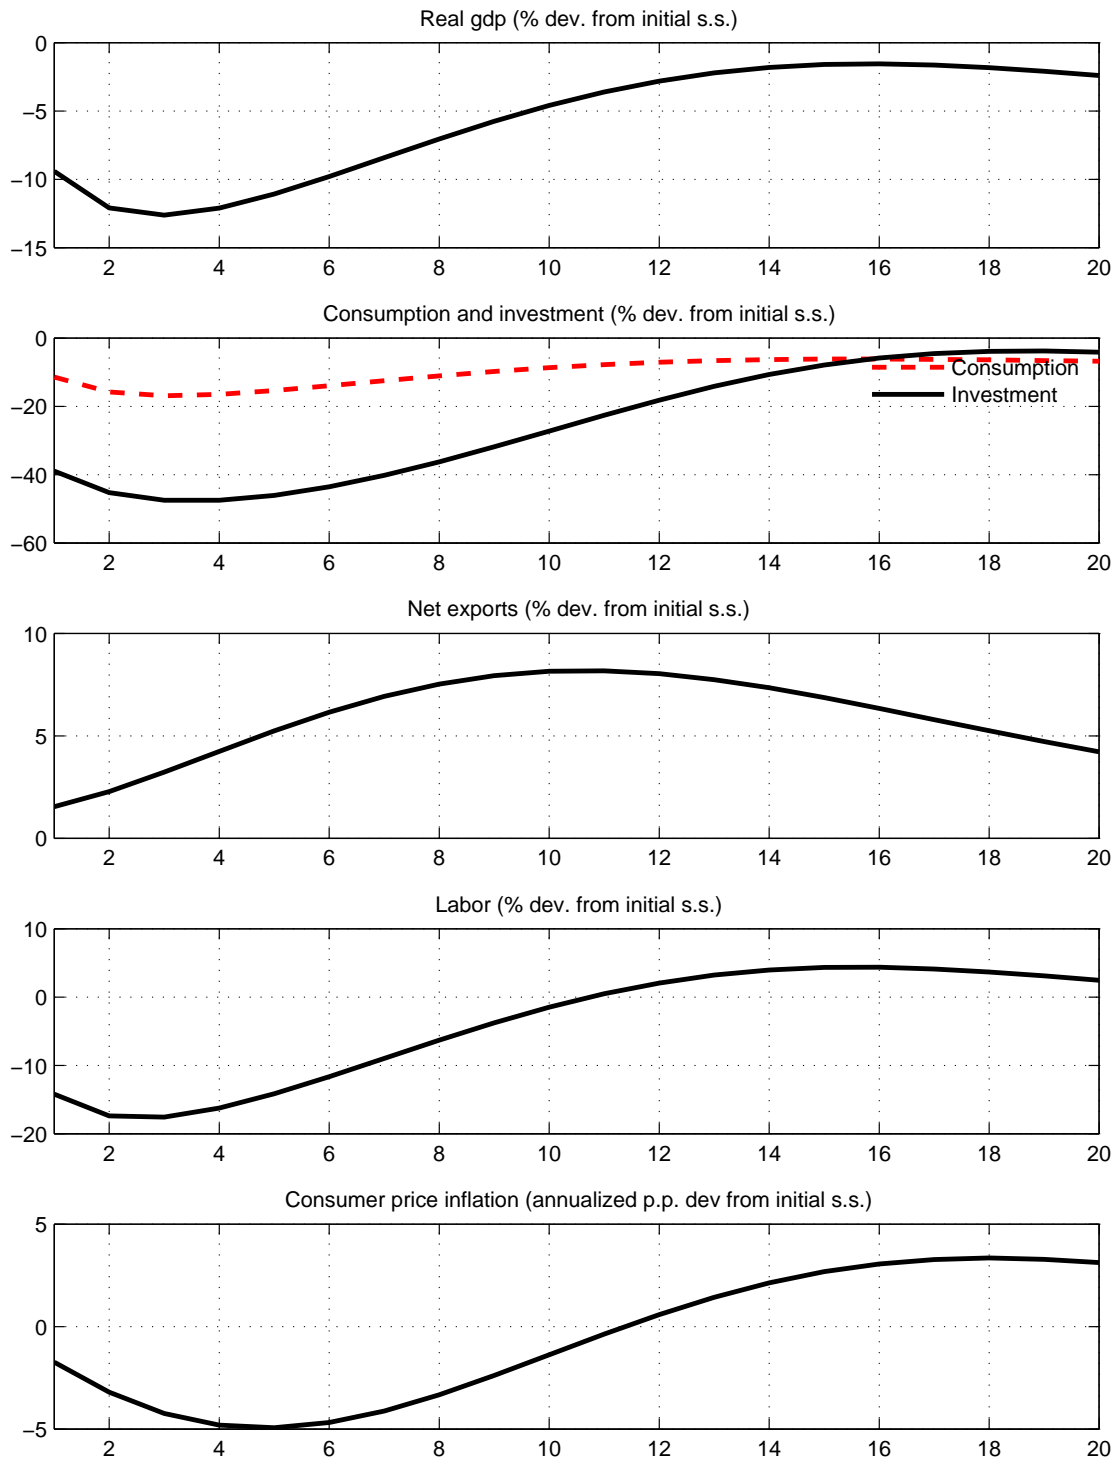 Real gdp (% dev. from initial s.s.)
0
−5
−10
−15
2 4 6 8 10 12 14 16 18 20
Consumption and investment (% dev. from initial s.s.)
0
−20
−40
−60
Consumption
Investment
2 4 6 8 10 12 14 16 18 20
Net exports (% dev. from initial s.s.)
10
5
0
2 4 6 8 10 12 14 16 18 20
Labor (% dev. from initial s.s.)
10
0
−10
−20
2 4 6 8 10 12 14 16 18 20
Consumer price inflation (annualized p.p. dev from initial s.s.)
5
0
−5
2 4 6 8 10 12 14 16 18 20